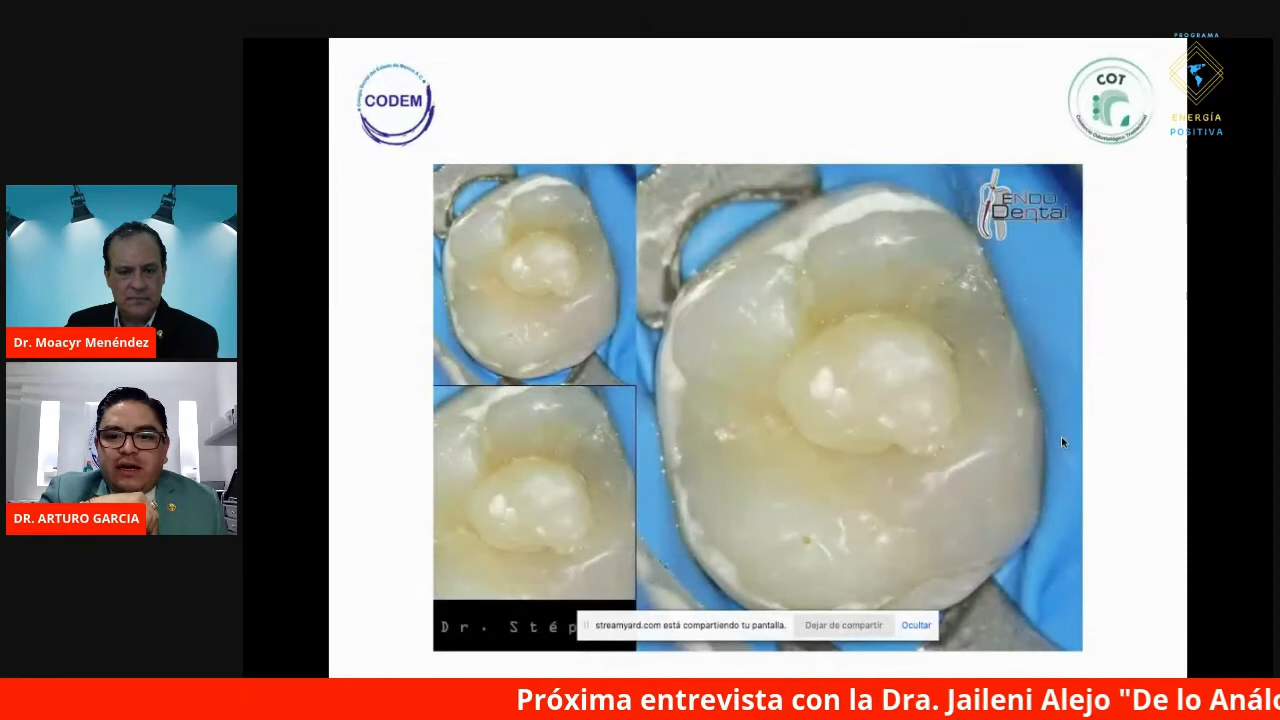 CODEM
COT
PROGRAMA
ENERGÍA
POSITIVA
ENDO
Dental
Dr. Moacyr Menéndez
DR. ARTURO GARCIA
Dr. Stép
streamyard.com está compartiendo tu pantalla.
Dejar de compartir
Ocultar
Próxima entrevista con la Dra. Jaileni Alejo "De lo Análo